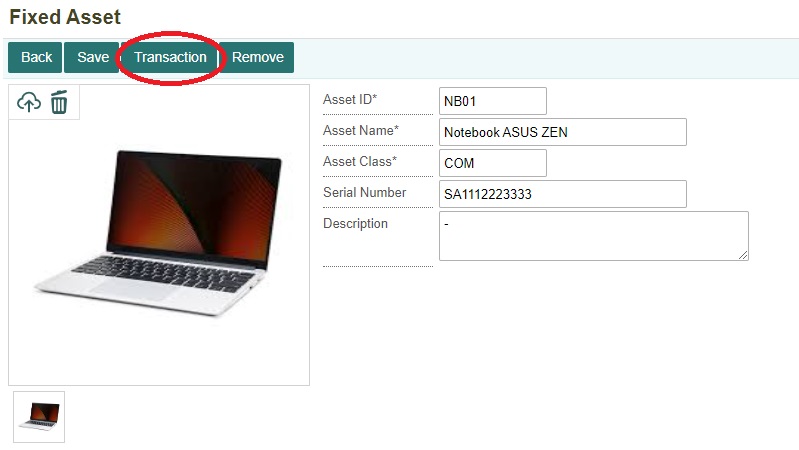 Fixed Asset
Back Save Transaction Remove
Asset ID* NB01
Asset Name* Notebook ASUS ZEN
Asset Class* COM
Serial Number SA1112223333
Description -